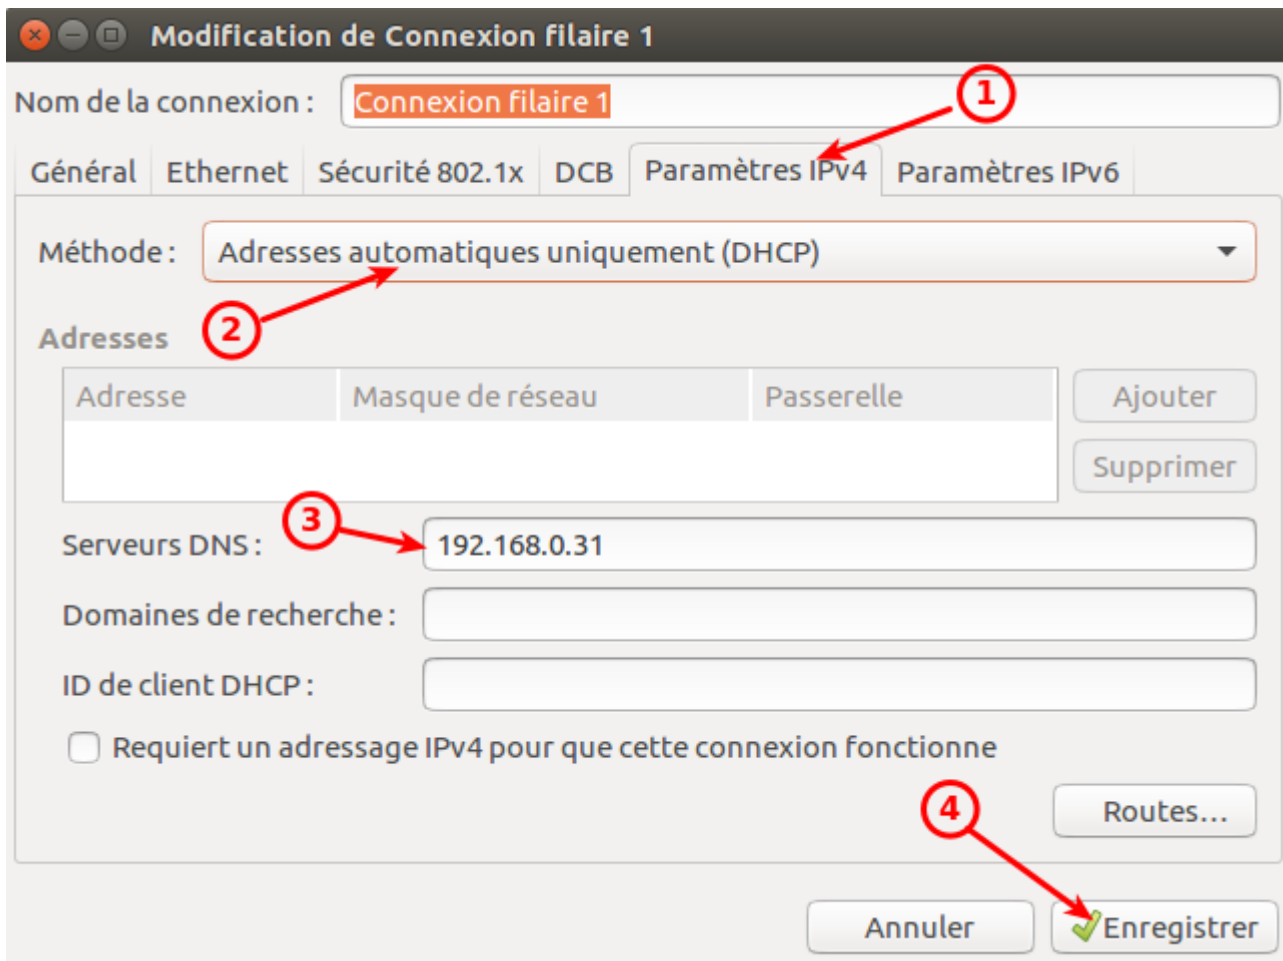 Modification de Connexion filaire 1
Nom de la connexion : Connexion filaire 1
1
Général Ethernet Sécurité 802.1x DCB Paramètres IPv4 Paramètres IPv6
Méthode : Adresses automatiques uniquement (DHCP)
2
Adresses
Adresse Masque de réseau Passerelle Ajouter
Supprimer
3
Serveurs DNS : 192.168.0.31
Domaines de recherche :
ID de client DHCP :
Requiert un adressage IPv4 pour que cette connexion fonctionne
4
Routes...
Annuler Enregistrer